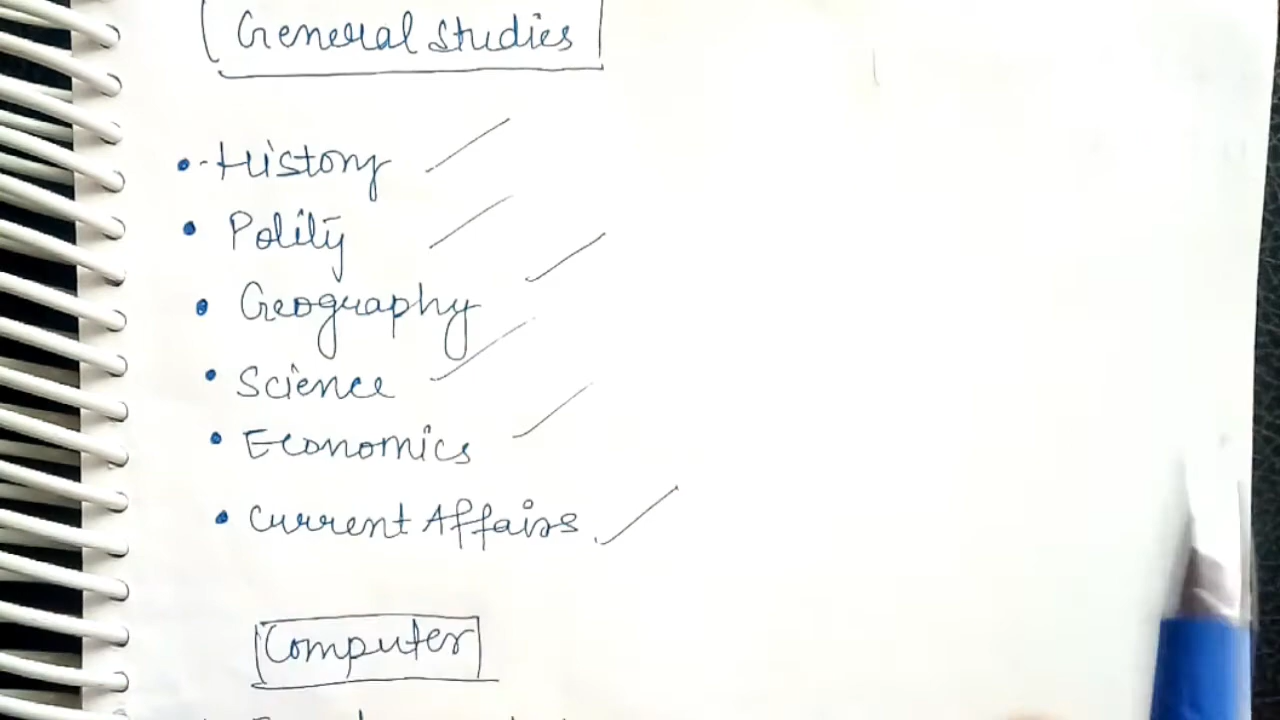 General Studies
History
Polity
Geography
Science
Economics
Current Affairs.
Computer